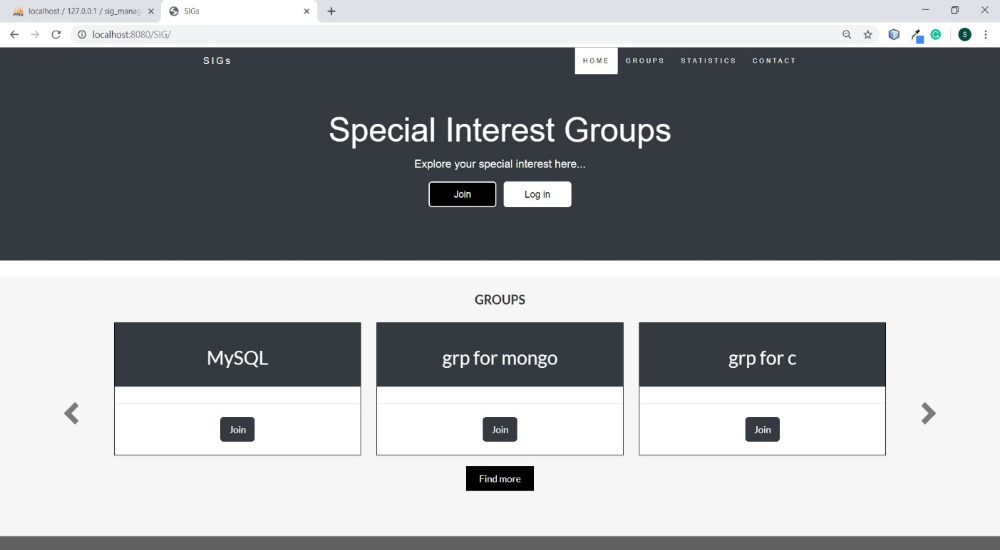 localhost / 127.0.0.1 / sig_manag
SIGs
localhost:8080/SIG/
S
SIGs
HOME GROUPS STATISTICS CONTACT
Special Interest Groups
Explore your special interest here...
Join Log in
GROUPS
MySQL grp for mongo grp for c
Join Join Join
Find more